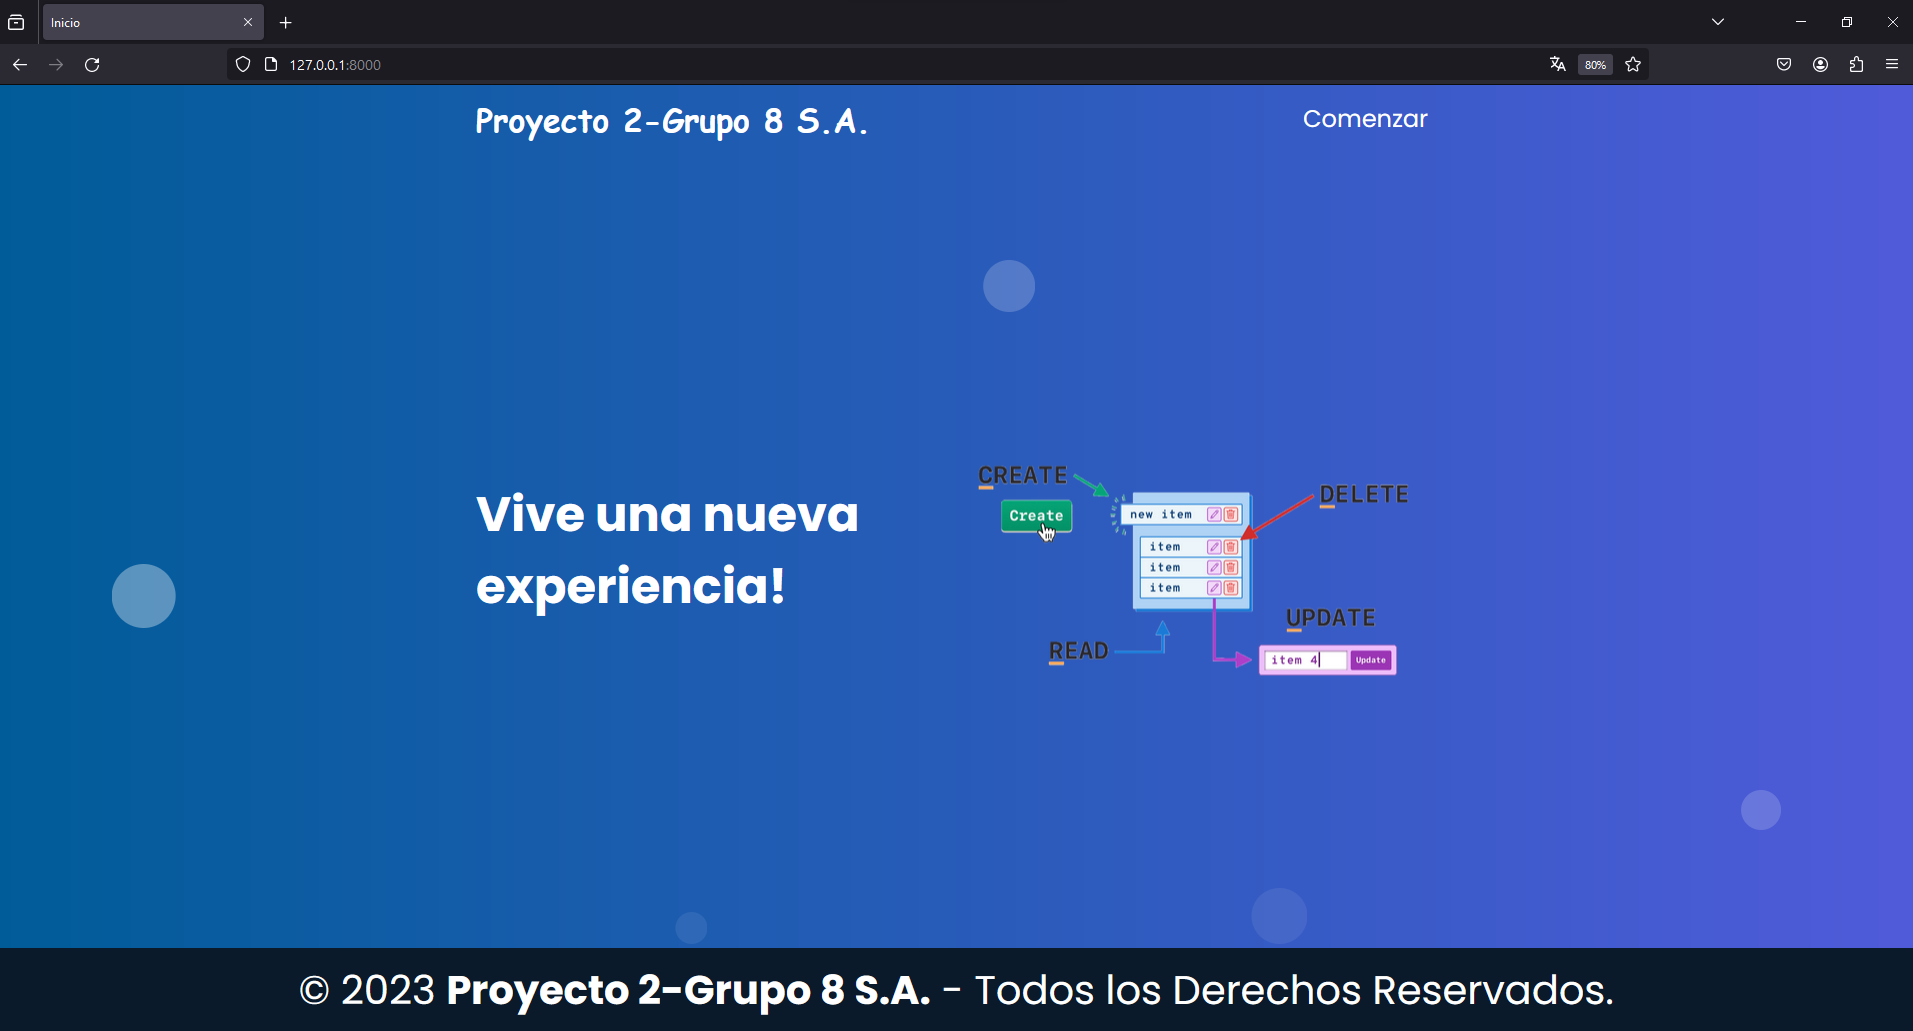 Inicio
127.0.0.1:8000
80%
Proyecto 2-Grupo 8 S.A.
Comenzar
Vive una nueva
experiencia!
CREATE
Create
new item
item
item
item
DELETE
READ
UPDATE
item 4
Update
© 2023 Proyecto 2-Grupo 8 S.A. - Todos los Derechos Reservados.